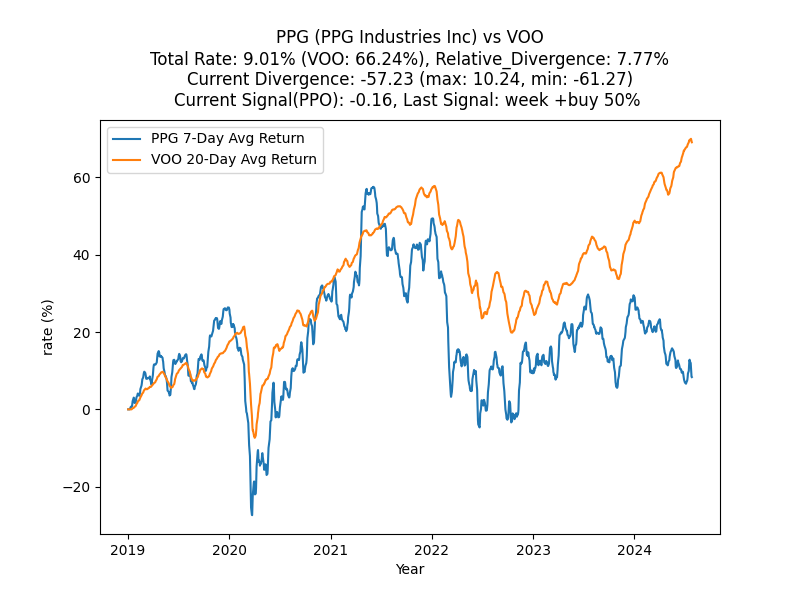 PPG (PPG Industries Inc) vs VOO
Total Rate: 9.01% (VOO: 66.24%), Relative_Divergence: 7.77%
Current Divergence: -57.23 (max: 10.24, min: -61.27)
Current Signal(PPO): -0.16, Last Signal: week +buy 50%
PPG 7-Day Avg Return
VOO 20-Day Avg Return
rate (%)
60
40
20
0
−20
2019
2020
2021
2022
2023
2024
Year